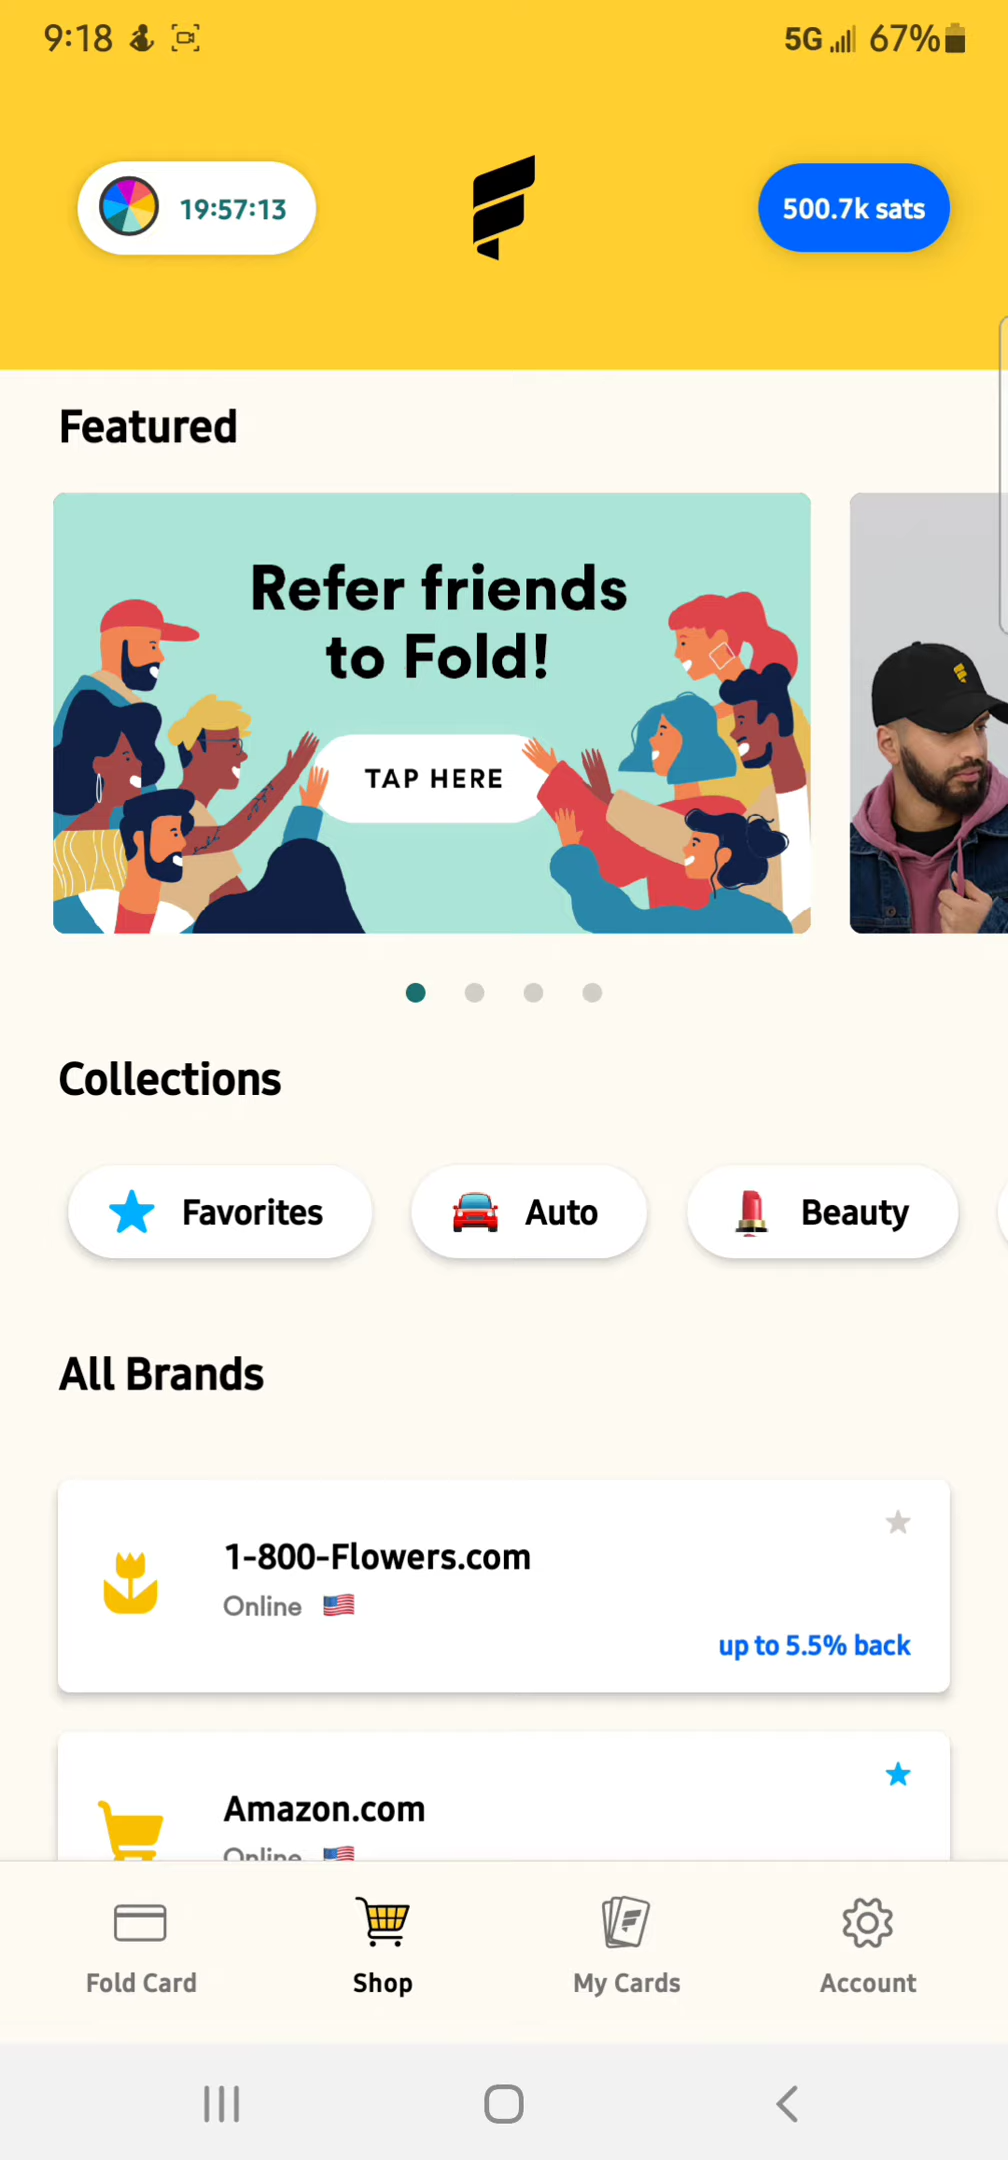 9:18
5G 67%
19:57:13
500.7k sats
Featured
Refer friends
to Fold!
TAP HERE
Collections
Favorites
Auto
Beauty
All Brands
1-800-Flowers.com
Online
up to 5.5% back
Amazon.com
Online
Fold Card
Shop
My Cards
Account